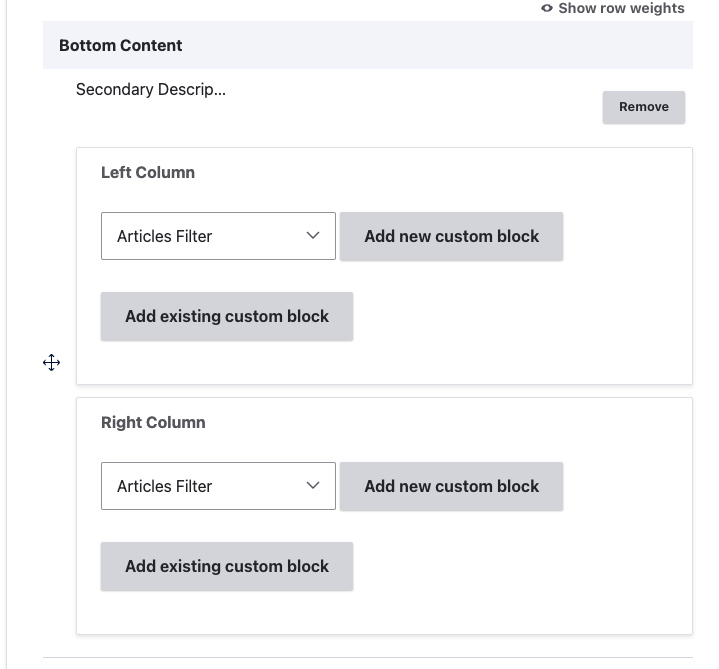 Show row weights
Bottom Content
Secondary Descrip...
Remove
Left Column
Articles Filter
Add new custom block
Add existing custom block
Right Column
Articles Filter
Add new custom block
Add existing custom block